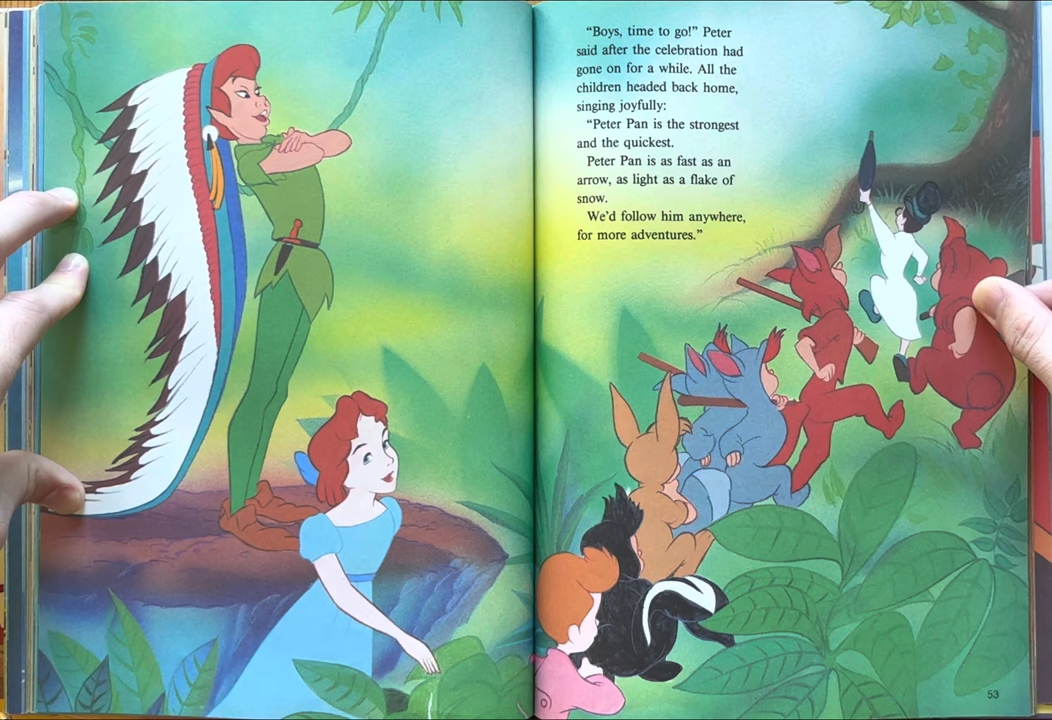 "Boys, time to go!" Peter
said after the celebration had
gone on for a while. All the
children headed back home,
singing joyfully:
"Peter Pan is the strongest
and the quickest.
Peter Pan is as fast as an
arrow, as light as a flake of
snow.
We'd follow him anywhere,
for more adventures."
53